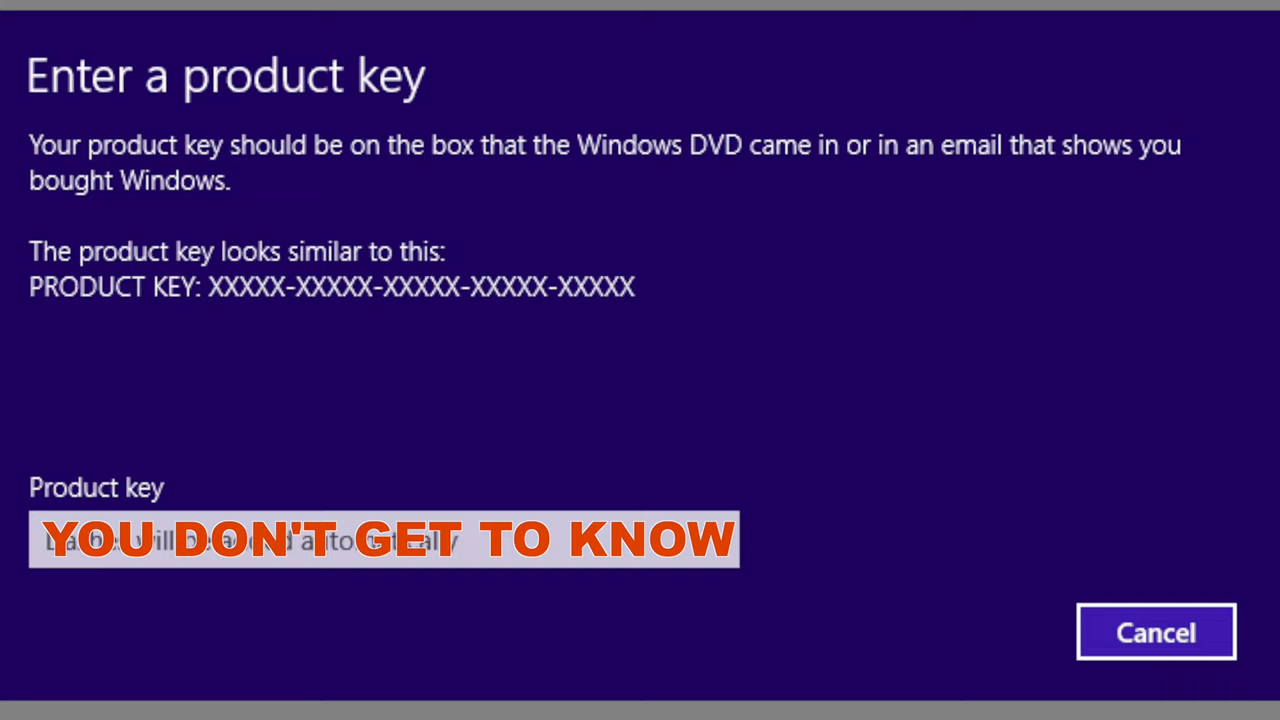 Enter a product key
Your product key should be on the box that the Windows DVD came in or in an email that shows you
bought Windows.
The product key looks similar to this:
PRODUCT KEY: XXXXX-XXXXX-XXXXX-XXXXX-XXXXX
Product key
YOU DON'T GET TO KNOW
Cancel